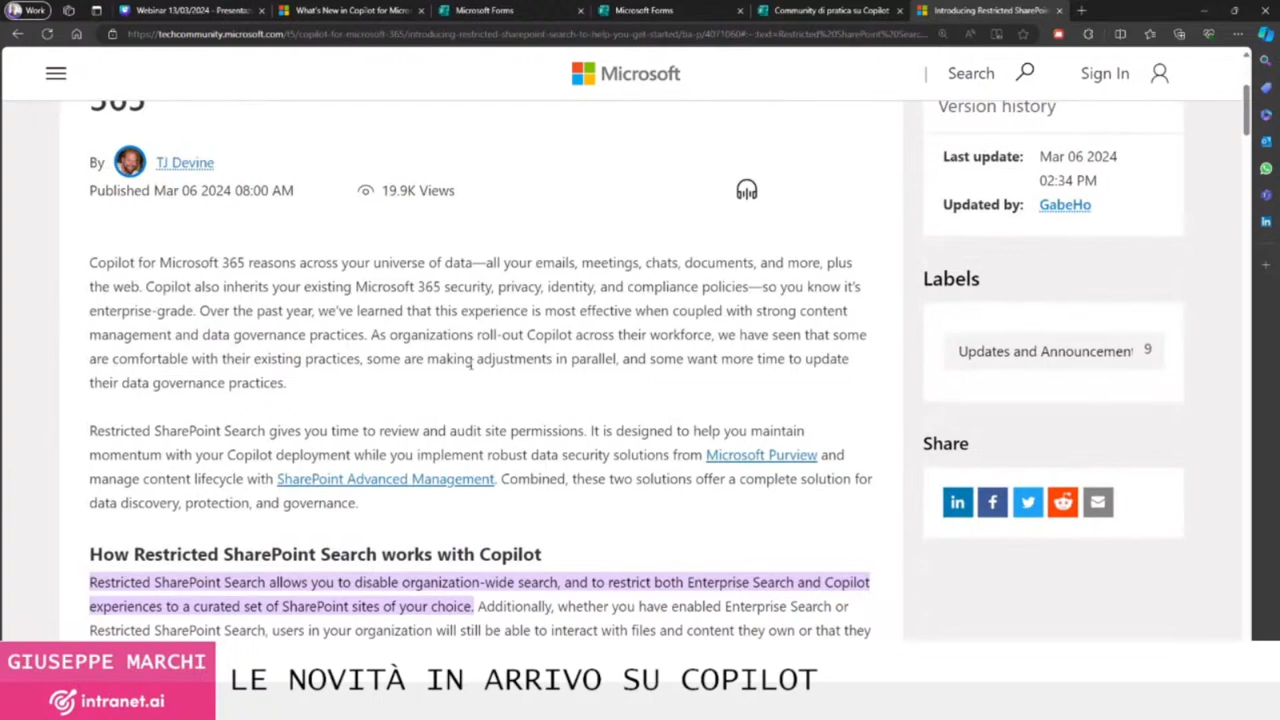 Work
Webinar 13/03/2024 – Presenta
What's New in Copilot for Micro
Microsoft Forms
Microsoft Forms
Community di pratica su Copilot
Introducing Restricted SharePoi
Microsoft
Search
Sign In
365
By TJ Devine
Published Mar 06 2024 08:00 AM
19.9K Views
Version history
Last update: Mar 06 2024
02:34 PM
Updated by: GabeHo
Copilot for Microsoft 365 reasons across your universe of data—all your emails, meetings, chats, documents, and more, plus
the web. Copilot also inherits your existing Microsoft 365 security, privacy, identity, and compliance policies—so you know it's
enterprise-grade. Over the past year, we've learned that this experience is most effective when coupled with strong content
management and data governance practices. As organizations roll-out Copilot across their workforce, we have seen that some
are comfortable with their existing practices, some are making adjustments in parallel, and some want more time to update
their data governance practices.
Labels
Updates and Announcement 9
Restricted SharePoint Search gives you time to review and audit site permissions. It is designed to help you maintain
momentum with your Copilot deployment while you implement robust data security solutions from Microsoft Purview and
manage content lifecycle with SharePoint Advanced Management. Combined, these two solutions offer a complete solution for
data discovery, protection, and governance.
Share
How Restricted SharePoint Search works with Copilot
Restricted SharePoint Search allows you to disable organization-wide search, and to restrict both Enterprise Search and Copilot
experiences to a curated set of SharePoint sites of your choice. Additionally, whether you have enabled Enterprise Search or
Restricted SharePoint Search, users in your organization will still be able to interact with files and content they own or that they
GIUSEPPE MARCHI
intranet.ai
LE NOVITÀ IN ARRIVO SU COPILOT